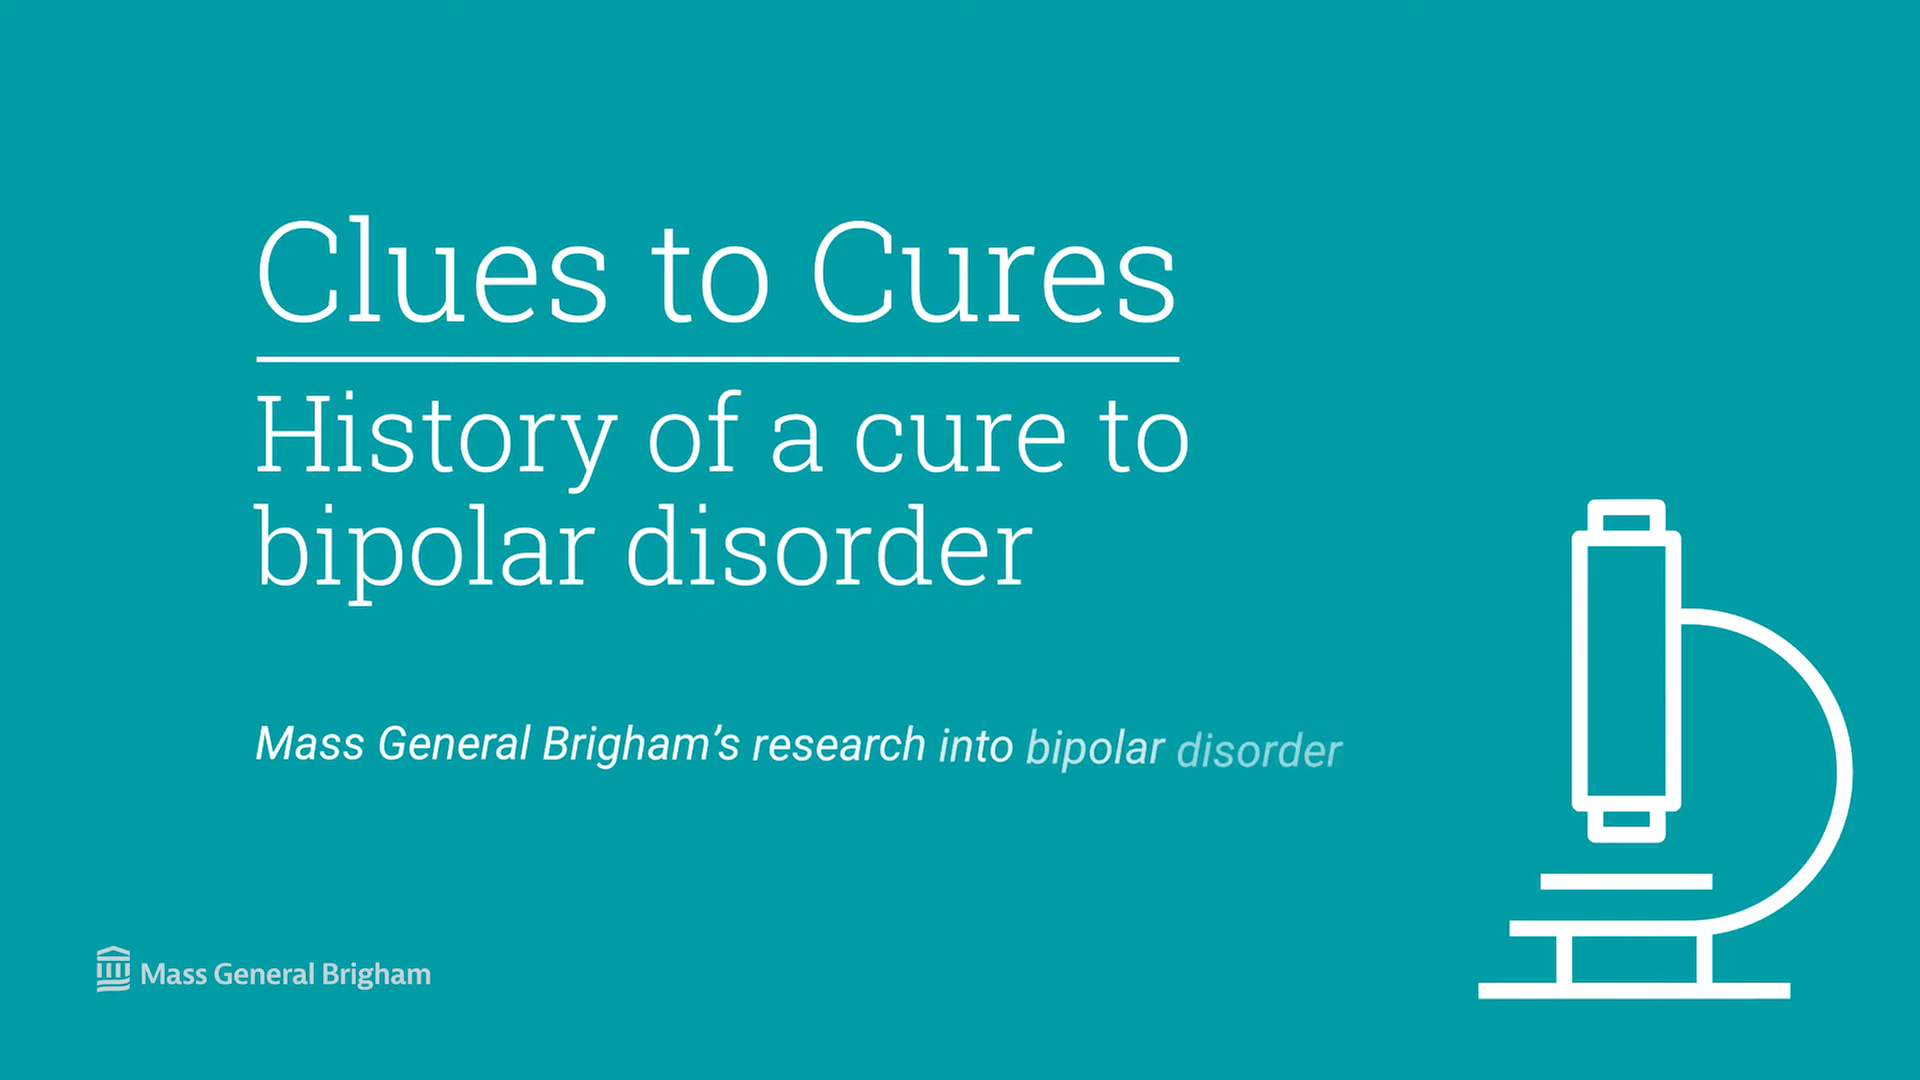 Clues to Cures
History of a cure to
bipolar disorder
Mass General Brigham’s research into bipolar disorder
Mass General Brigham